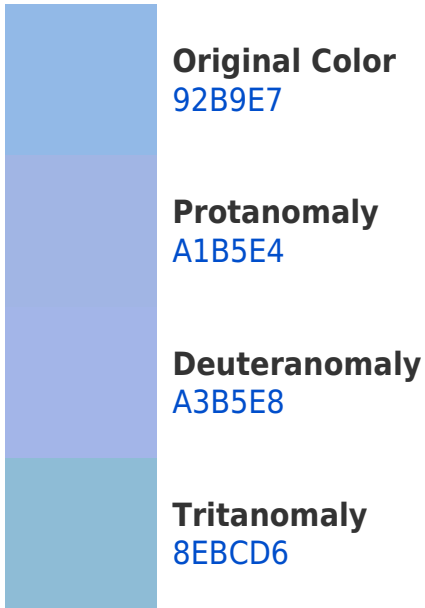 Original Color
92B9E7
Protanomaly
A1B5E4
Deuteranomaly
A3B5E8
Tritanomaly
8EBCD6